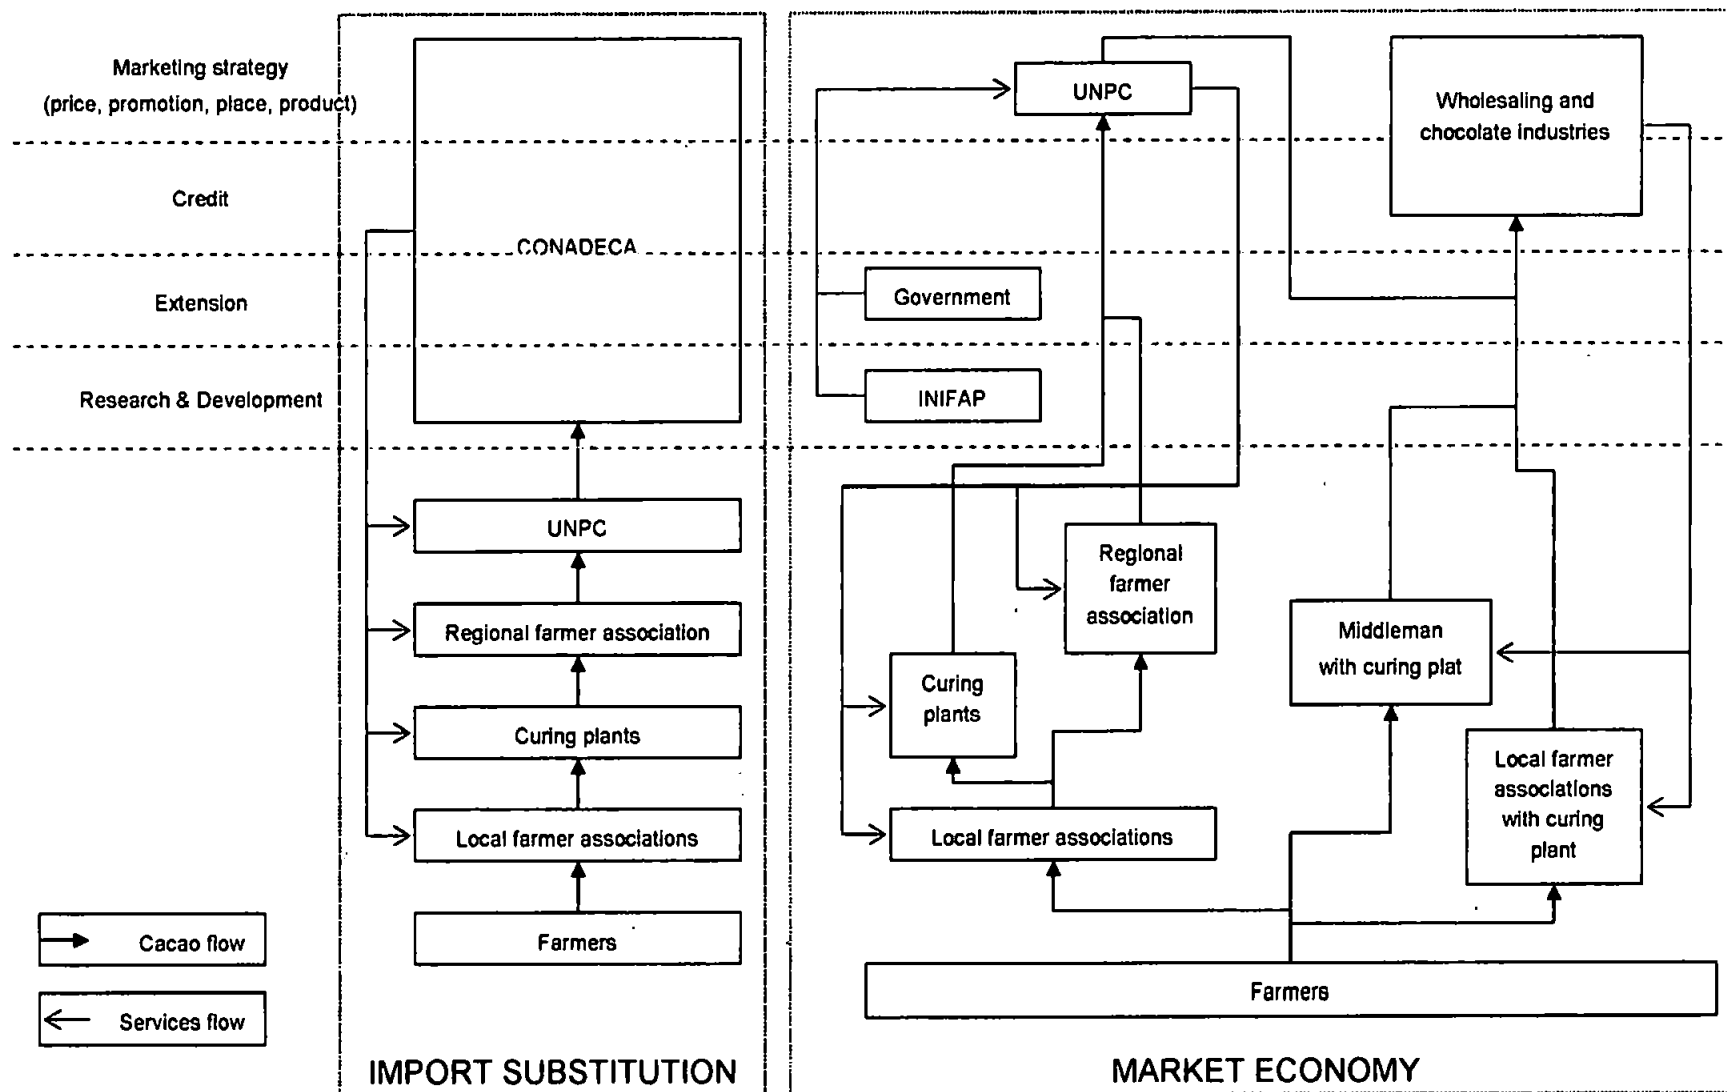 Marketing strategy
(price, promotion, place, product)
Credit
Extension
Research & Development
CONADECA
UNPC
Regional farmer association
Curing plants
Local farmer associations
Farmers
IMPORT SUBSTITUTION
UNPC
Wholesaling and
chocolate industries
Government
INIFAP
Regional
farmer
association
Curing
plants
Middleman
with curing plat
Local farmer
associations
with curing
plant
Local farmer associations
Farmers
MARKET ECONOMY
Cacao flow
Services flow